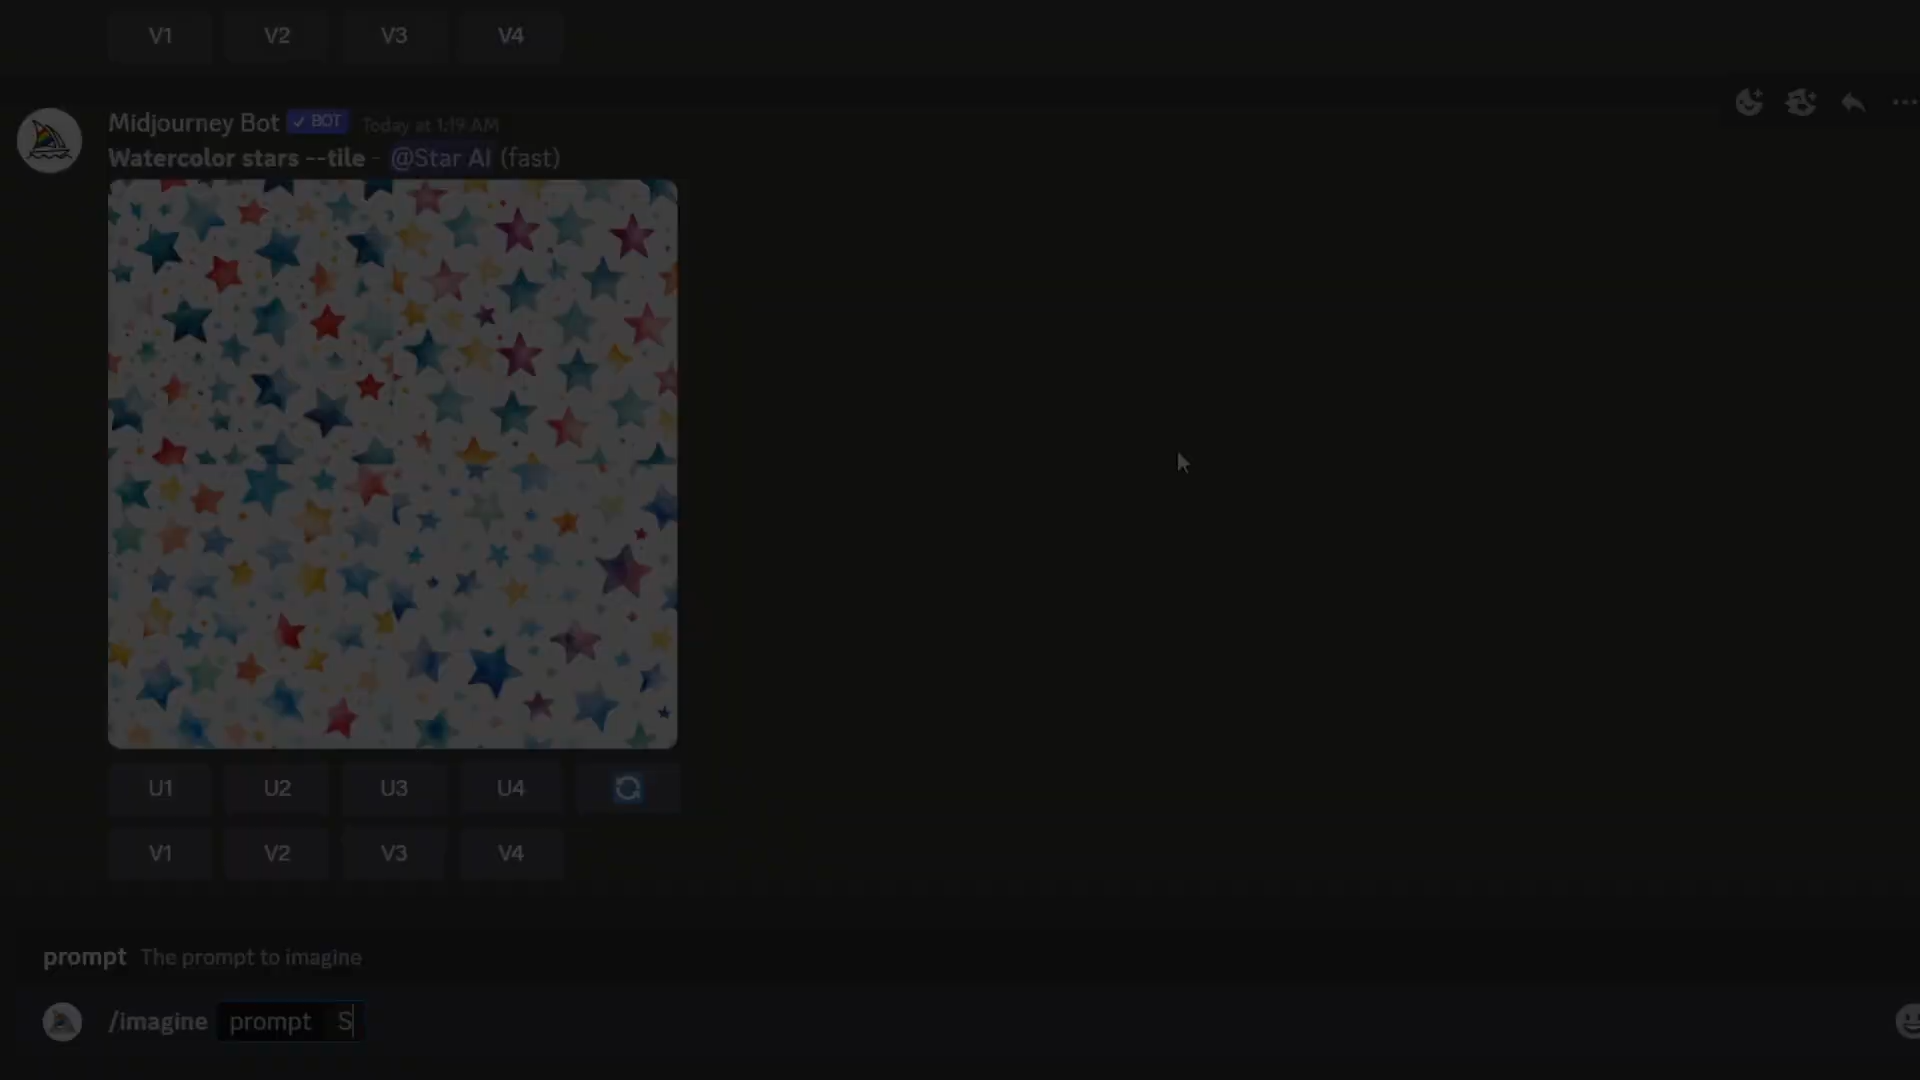 V1 V2 V3 V4
Midjourney Bot ✓ BOT Today at 1:19 AM
Watercolor stars --tile - @Star AI (fast)
U1 U2 U3 U4
V1 V2 V3 V4
prompt The prompt to imagine
/imagine prompt S